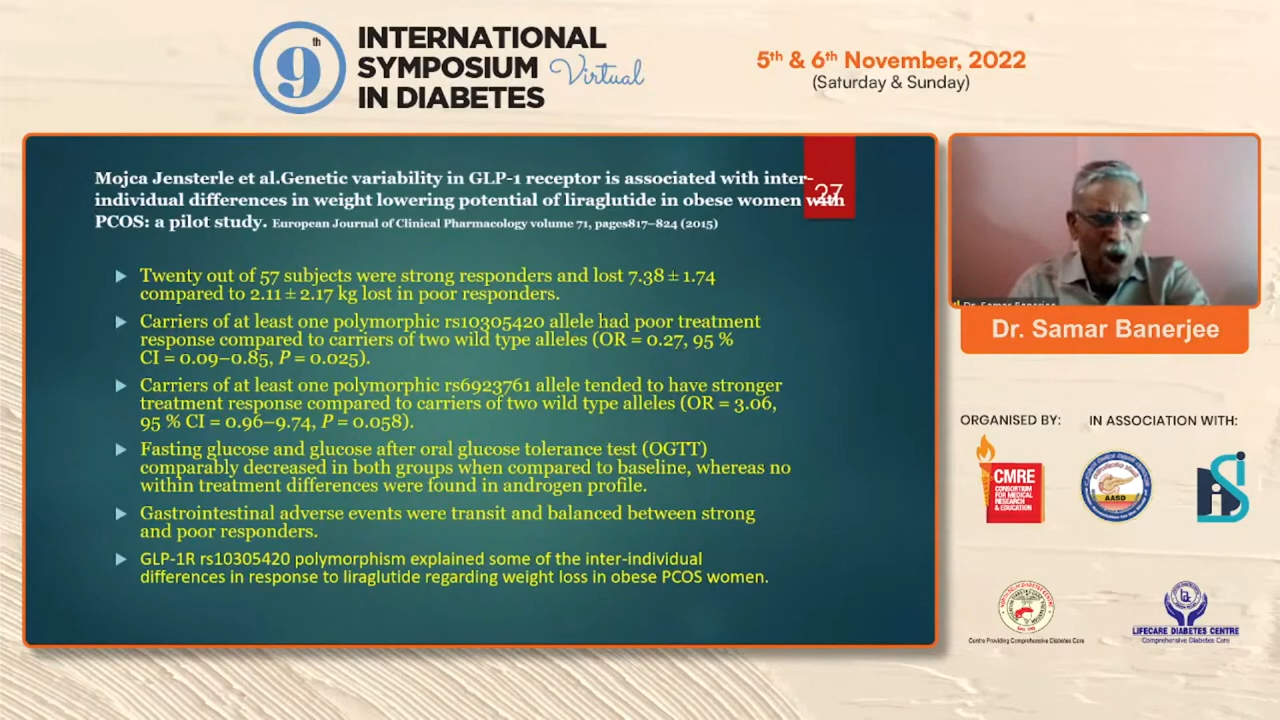 9th
INTERNATIONAL
SYMPOSIUM Virtual
IN DIABETES
5th & 6th November, 2022
(Saturday & Sunday)
27
Mojca Jensterle et al.Genetic variability in GLP-1 receptor is associated with inter-
individual differences in weight lowering potential of liraglutide in obese women with
PCOS: a pilot study. European Journal of Clinical Pharmacology volume 71, pages817–824 (2015)
Twenty out of 57 subjects were strong responders and lost 7.38 ± 1.74
compared to 2.11 ± 2.17 kg lost in poor responders.
Carriers of at least one polymorphic rs10305420 allele had poor treatment
response compared to carriers of two wild type alleles (OR = 0.27, 95 %
CI = 0.09–0.85, P = 0.025).
Carriers of at least one polymorphic rs6923761 allele tended to have stronger
treatment response compared to carriers of two wild type alleles (OR = 3.06,
95 % CI = 0.96–9.74, P = 0.058).
Fasting glucose and glucose after oral glucose tolerance test (OGTT)
comparably decreased in both groups when compared to baseline, whereas no
within treatment differences were found in androgen profile.
Gastrointestinal adverse events were transit and balanced between strong
and poor responders.
GLP-1R rs10305420 polymorphism explained some of the inter-individual
differences in response to liraglutide regarding weight loss in obese PCOS women.
Dr. Samar Banerjee
Dr. Samar Banerjee
ORGANISED BY:
IN ASSOCIATION WITH:
CMRE
CONSORTIUM
FOR MEDICAL
RESEARCH
& EDUCATION
AASD
Centre Providing Comprehensive Diabetes Care
LIFECARE DIABETES CENTRE
Comprehensive Diabetes Care